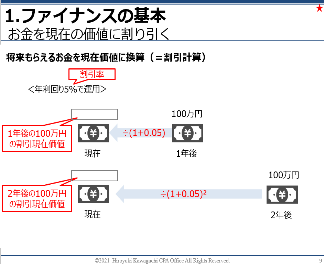 1.ファイナンスの基本
お金を現在の価値に割り引く
将来もらえるお金を現在価値に換算（＝割引計算）
割引率
<年利回り5%で運用>
100万円
1年後の100万円
の割引現在価値
÷(1+0.05)
現在
1年後
100万円
2年後の100万円
の割引現在価値
÷(1+0.05)²
現在
2年後
©2021 Hiroyuki Kawaguchi CPA Office All Rights Reserved.
9